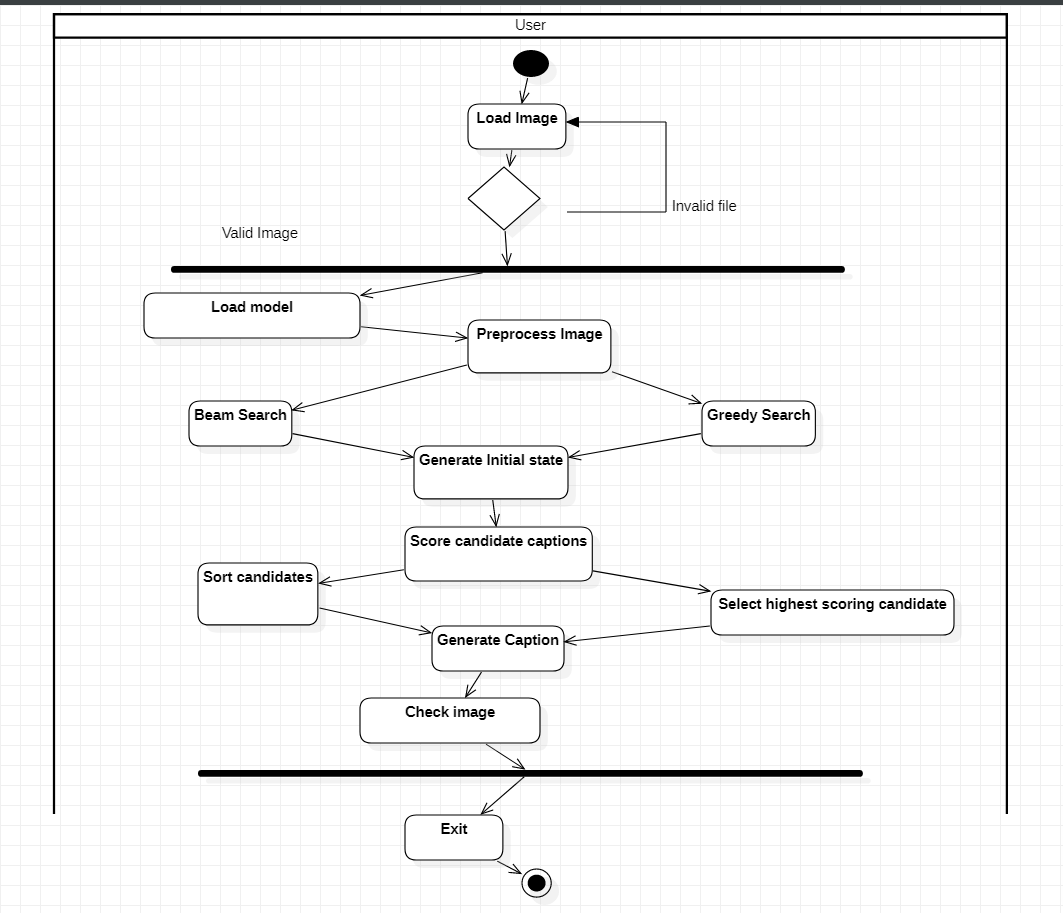 User
Load Image
Invalid file
Valid Image
Load model
Preprocess Image
Beam Search
Greedy Search
Generate Initial state
Score candidate captions
Sort candidates
Select highest scoring candidate
Generate Caption
Check image
Exit